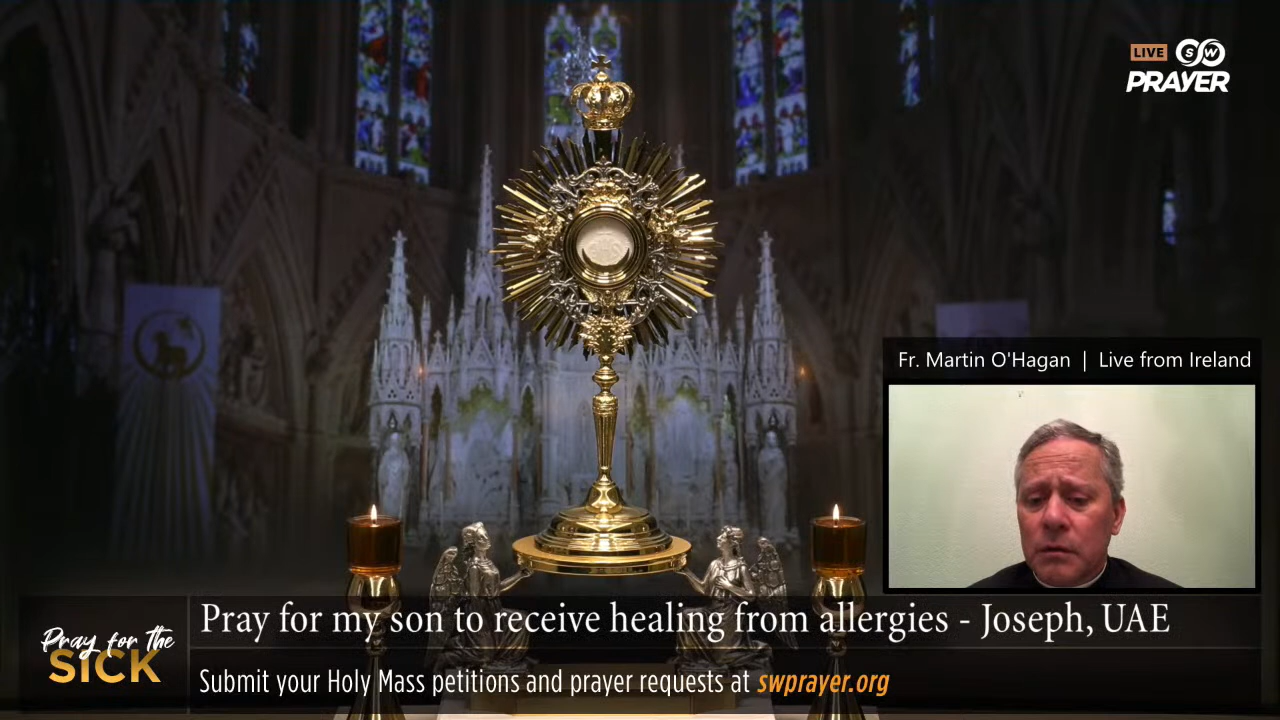 LIVE SW
PRAYER
Fr. Martin O'Hagan | Live from Ireland
Pray for my son to receive healing from allergies - Joseph, UAE
Pray for the
SICK
Submit your Holy Mass petitions and prayer requests at swprayer.org